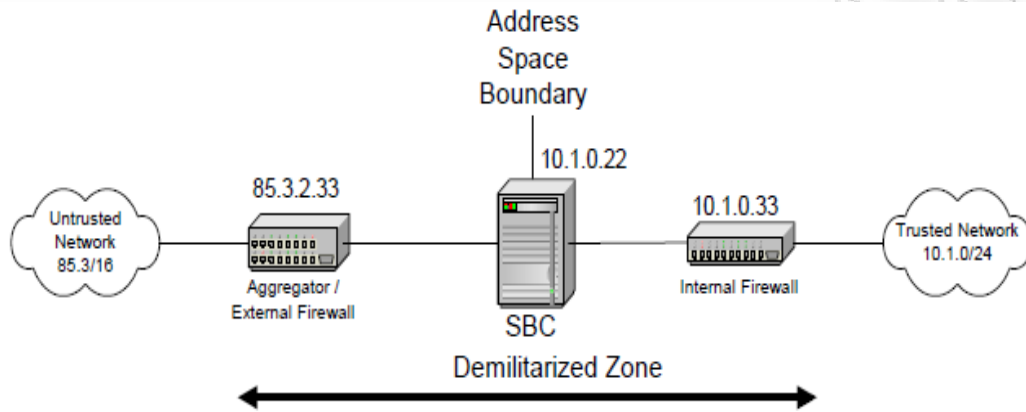 Address
Space
Boundary
10.1.0.22
85.3.2.33
10.1.0.33
Untrusted
Network
85.3/16
Trusted Network
10.1.0/24
Aggregator /
External Firewall
Internal Firewall
SBC
Demilitarized Zone